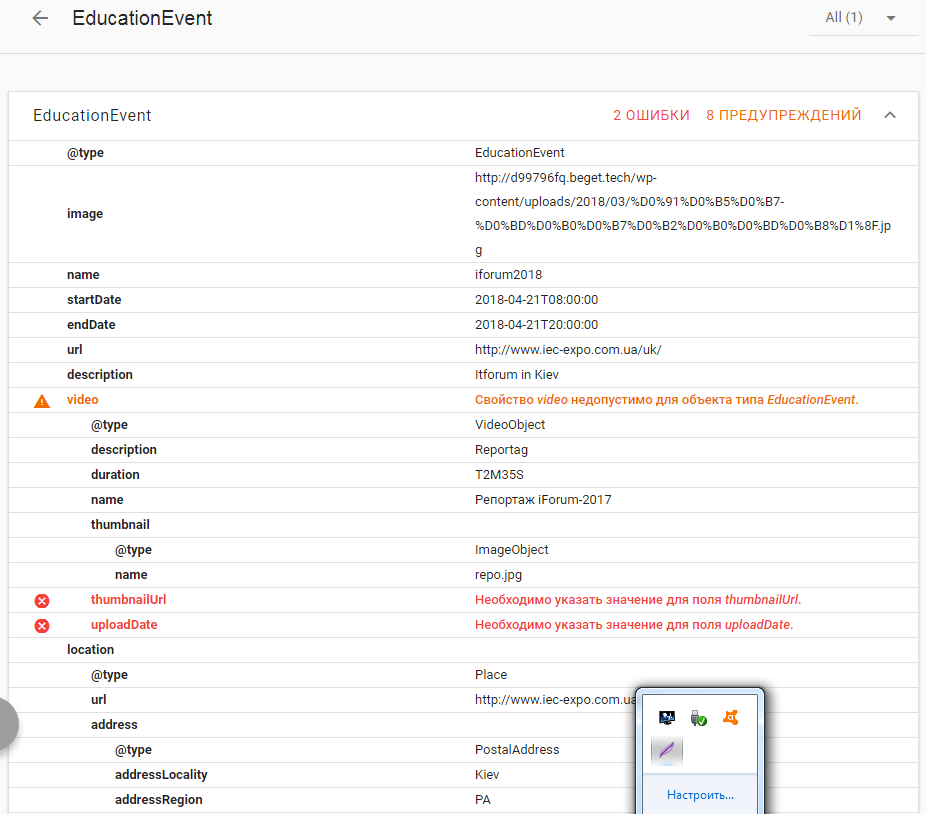 EducationEvent
All (1)
EducationEvent 2 ОШИБКИ 8 ПРЕДУПРЕЖДЕНИЙ
@type EducationEvent
image http://d99796fq.beget.tech/wp-
content/uploads/2018/03/%D0%91%D0%B5%D0%B7-
%D0%BD%D0%B0%D0%B7%D0%B2%D0%B0%D0%BD%D0%B8%D1%8F.jp
g
name iforum2018
startDate 2018-04-21T08:00:00
endDate 2018-04-21T20:00:00
url http://www.iec-expo.com.ua/uk/
description Itforum in Kiev
video Свойство video недопустимо для объекта типа EducationEvent.
@type VideoObject
description Reportag
duration T2M35S
name Репортаж iForum-2017
thumbnail
@type ImageObject
name repo.jpg
thumbnailUrl Необходимо указать значение для поля thumbnailUrl.
uploadDate Необходимо указать значение для поля uploadDate.
location
@type Place
url http://www.iec-expo.com.ua
address
@type PostalAddress
addressLocality Kiev
addressRegion PA
Настроить...